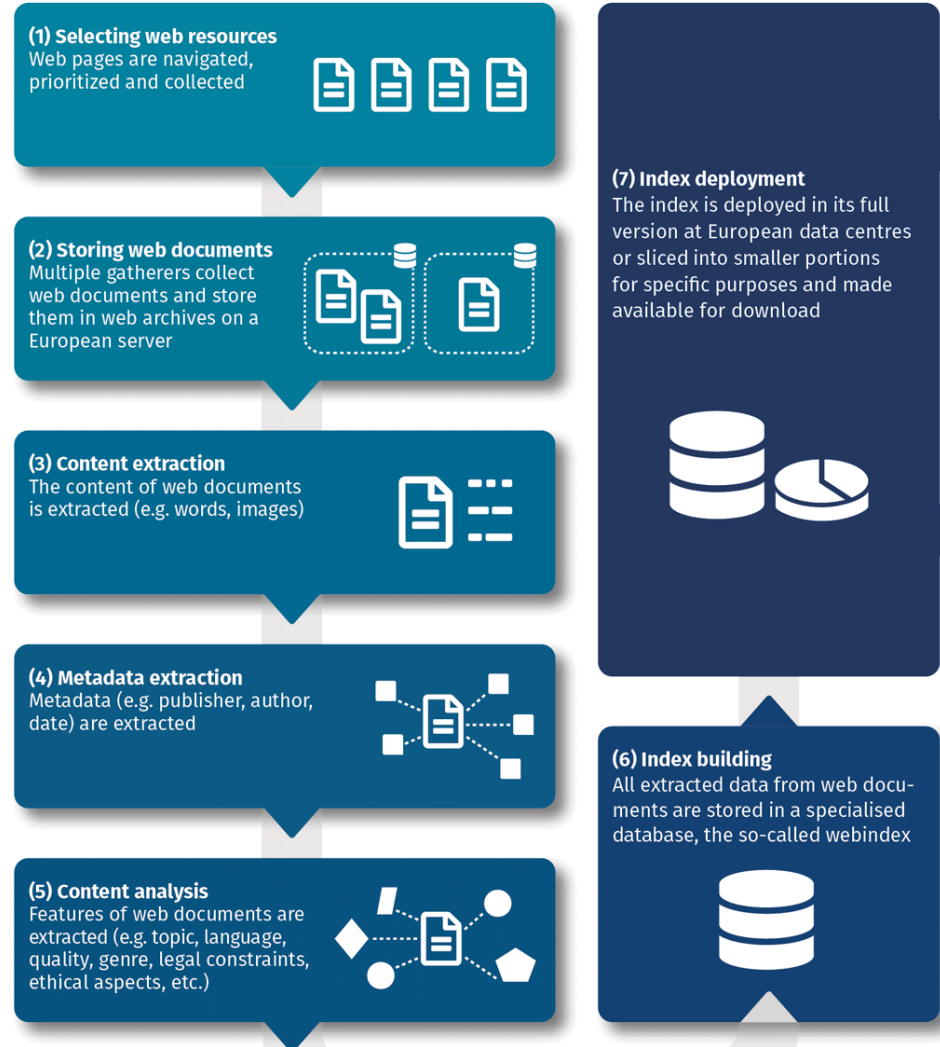 (1) Selecting web resources
Web pages are navigated,
prioritized and collected
(2) Storing web documents
Multiple gatherers collect
web documents and store
them in web archives on a
European server
(3) Content extraction
The content of web documents
is extracted (e.g. words, images)
(4) Metadata extraction
Metadata (e.g. publisher, author,
date) are extracted
(5) Content analysis
Features of web documents are
extracted (e.g. topic, language,
quality, genre, legal constraints,
ethical aspects, etc.)
(6) Index building
All extracted data from web docu-
ments are stored in a specialised
database, the so-called webindex
(7) Index deployment
The index is deployed in its full
version at European data centres
or sliced into smaller portions
for specific purposes and made
available for download